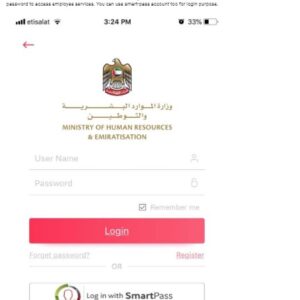 password to access employee services. You can use smartrpass account too for login purpose.
etisalat 3:24 PM 33%
وزارة الموارد البشرية
والتوطين
MINISTRY OF HUMAN RESOURCES
& EMIRATISATION
User Name
Password
Remember me
Login
Forget password? Register
OR
Log in with SmartPass